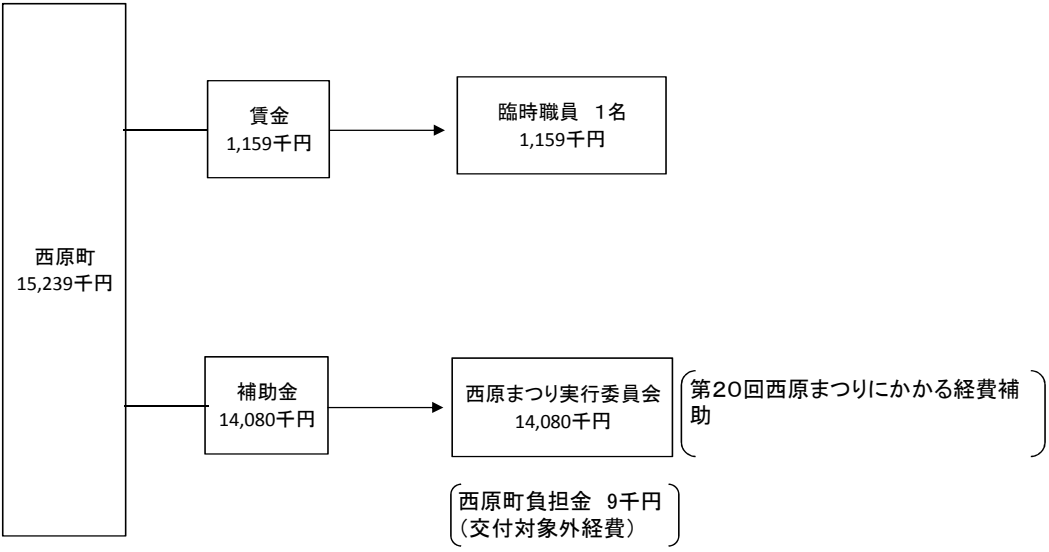 西原町
15,239千円
賃金
1,159千円
臨時職員　1名
1,159千円
補助金
14,080千円
西原まつり実行委員会
14,080千円
第20回西原まつりにかかる経費補
助
西原町負担金　9千円
（交付対象外経費）